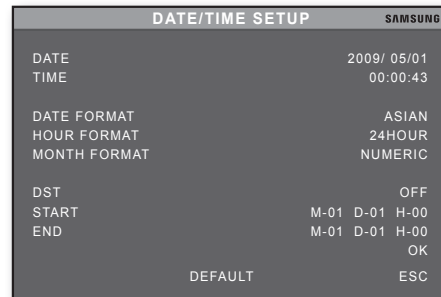 DATE/TIME SETUP SAMSUNG
DATE 2009/ 05/01
TIME 00:00:43
DATE FORMAT ASIAN
HOUR FORMAT 24HOUR
MONTH FORMAT NUMERIC
DST OFF
START M-01 D-01 H-00
END M-01 D-01 H-00
OK
DEFAULT ESC